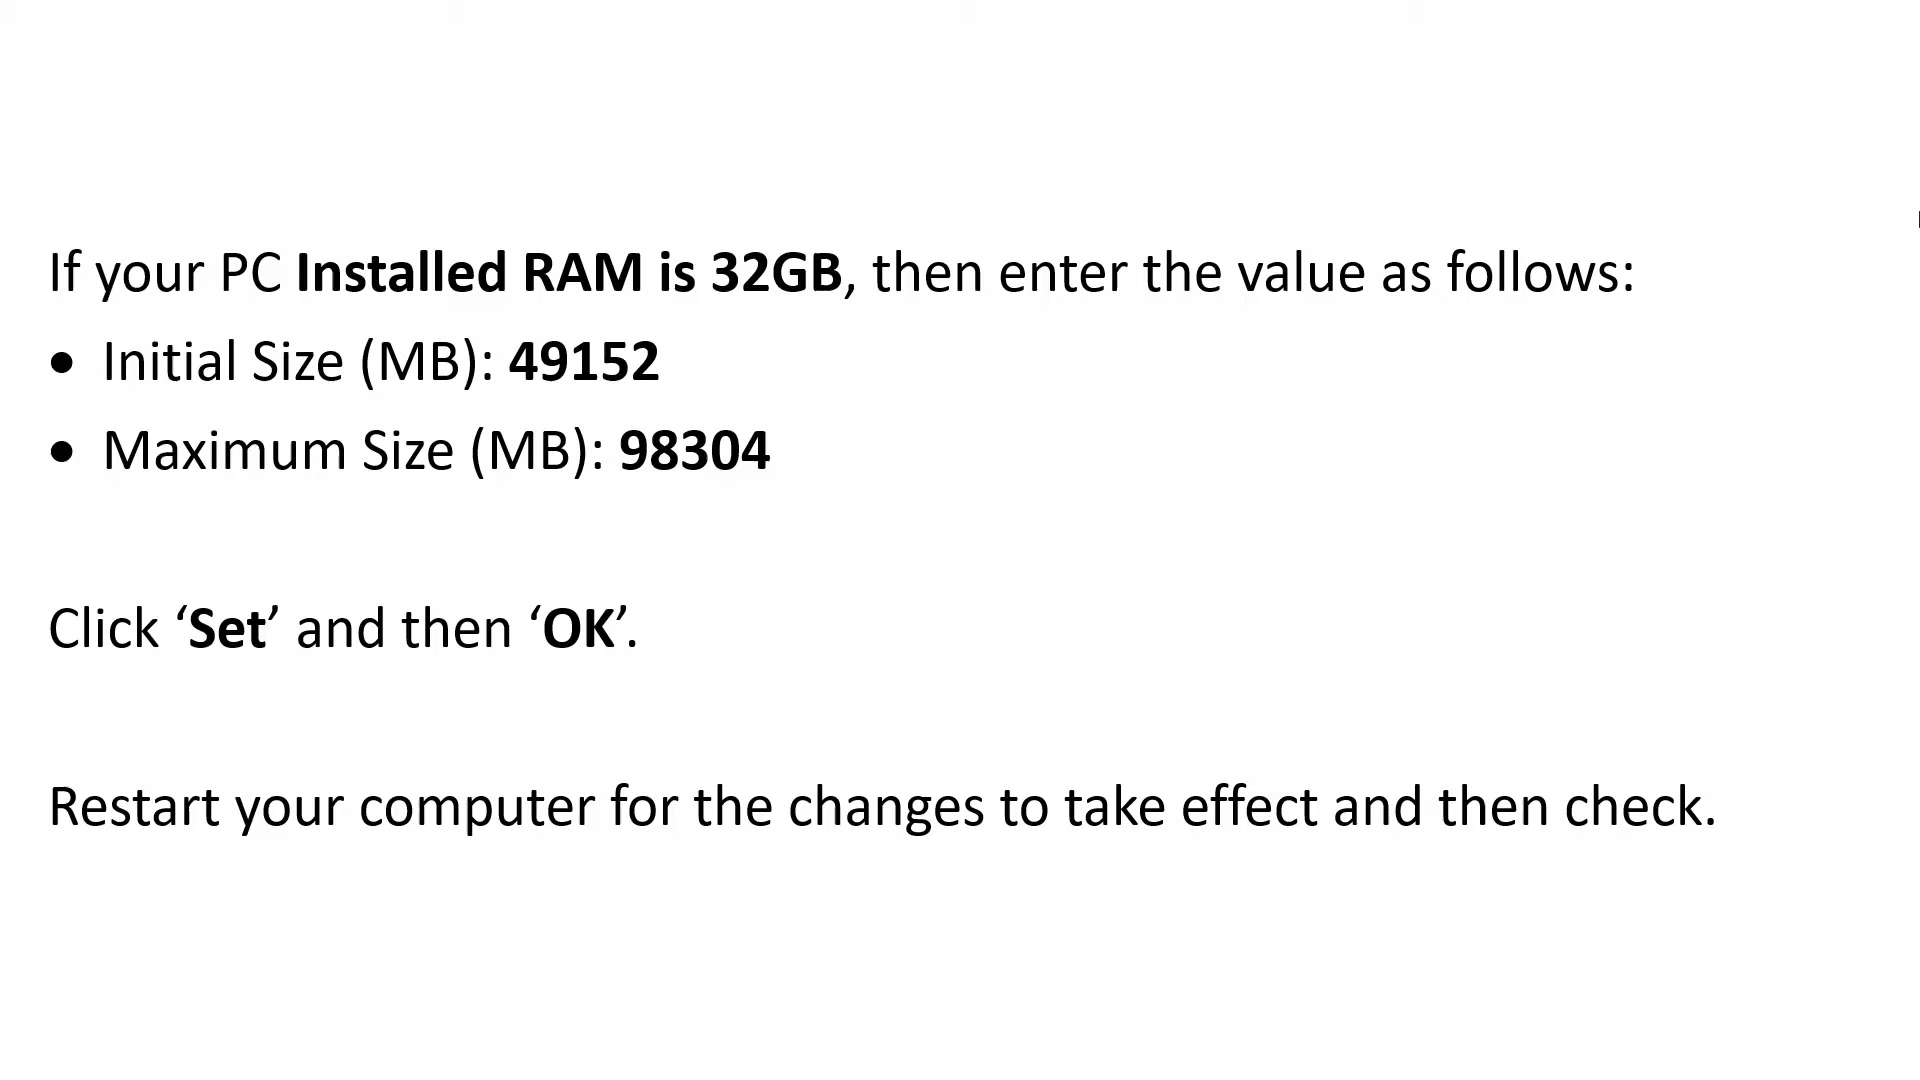 If your PC Installed RAM is 32GB, then enter the value as follows:
• Initial Size (MB): 49152
• Maximum Size (MB): 98304
Click ‘Set’ and then ‘OK’.
Restart your computer for the changes to take effect and then check.